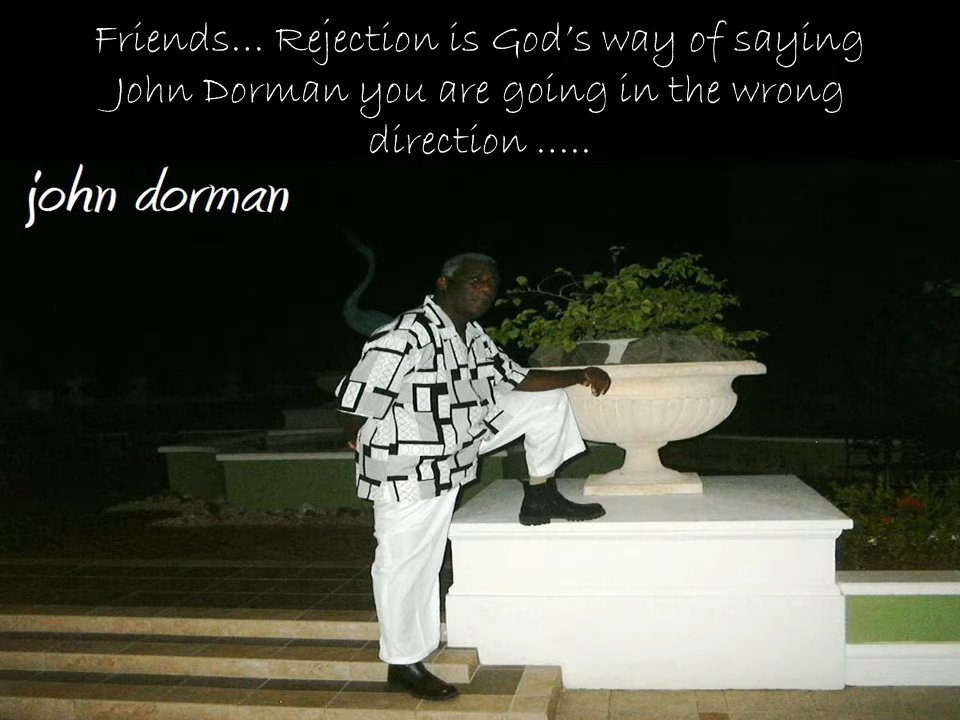 Friends... Rejection is God's way of saying
John Dorman you are going in the wrong
direction .....
john dorman